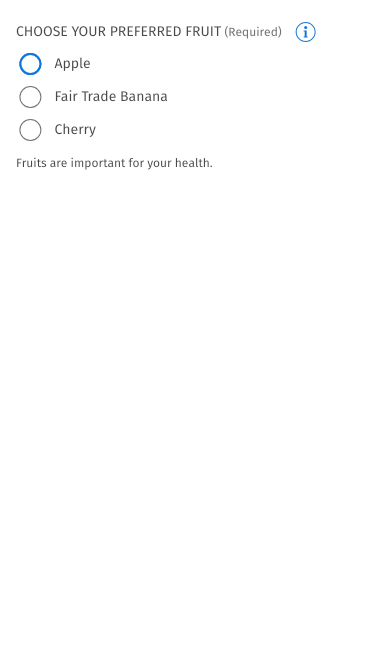 CHOOSE YOUR PREFERRED FRUIT (Required)
Apple
Fair Trade Banana
Cherry
Fruits are important for your health.